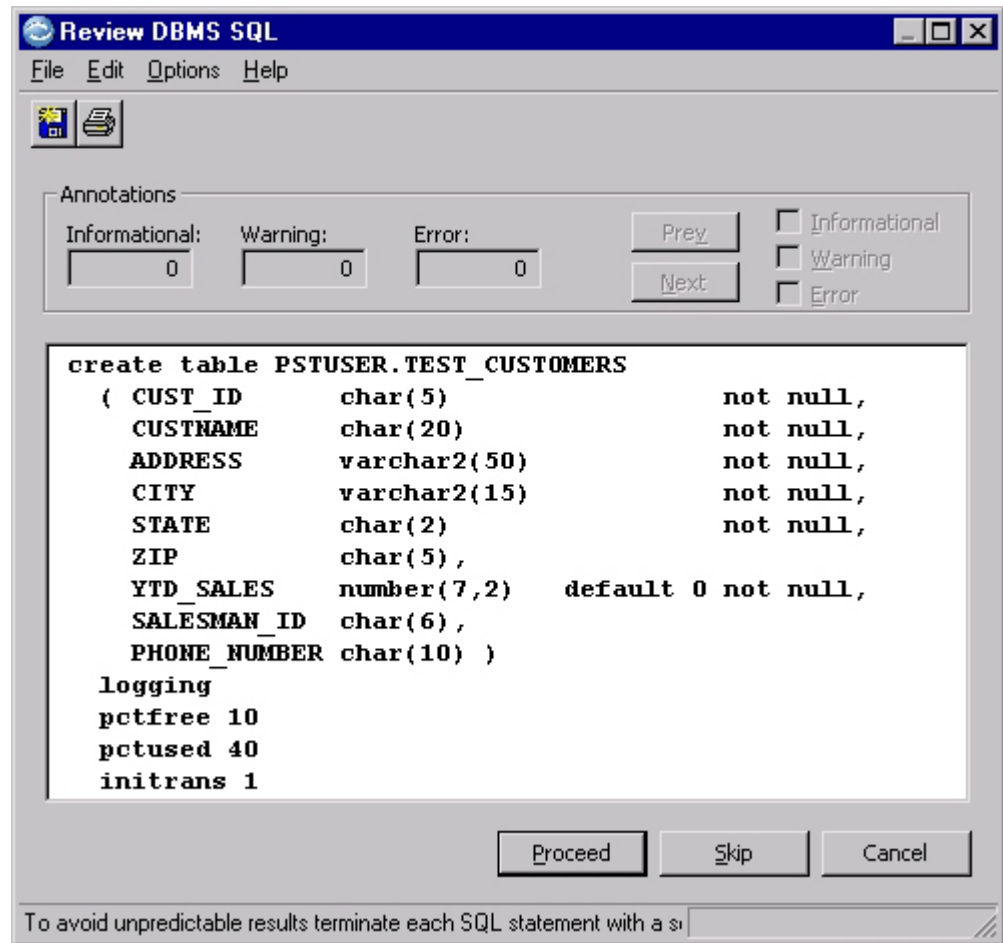 Review DBMS SQL
File Edit Options Help
Annotations
Informational: Warning: Error:
0 0 0
Prev
Next
Informational
Warning
Error
create table PSTUSER.TEST_CUSTOMERS
( CUST_ID char(5) not null,
CUSTNAME char(20) not null,
ADDRESS varchar2(50) not null,
CITY varchar2(15) not null,
STATE char(2) not null,
ZIP char(5),
YTD_SALES number(7,2) default 0 not null,
SALESMAN_ID char(6),
PHONE_NUMBER char(10) )
logging
pctfree 10
pctused 40
initrans 1
Proceed Skip Cancel
To avoid unpredictable results terminate each SQL statement with a